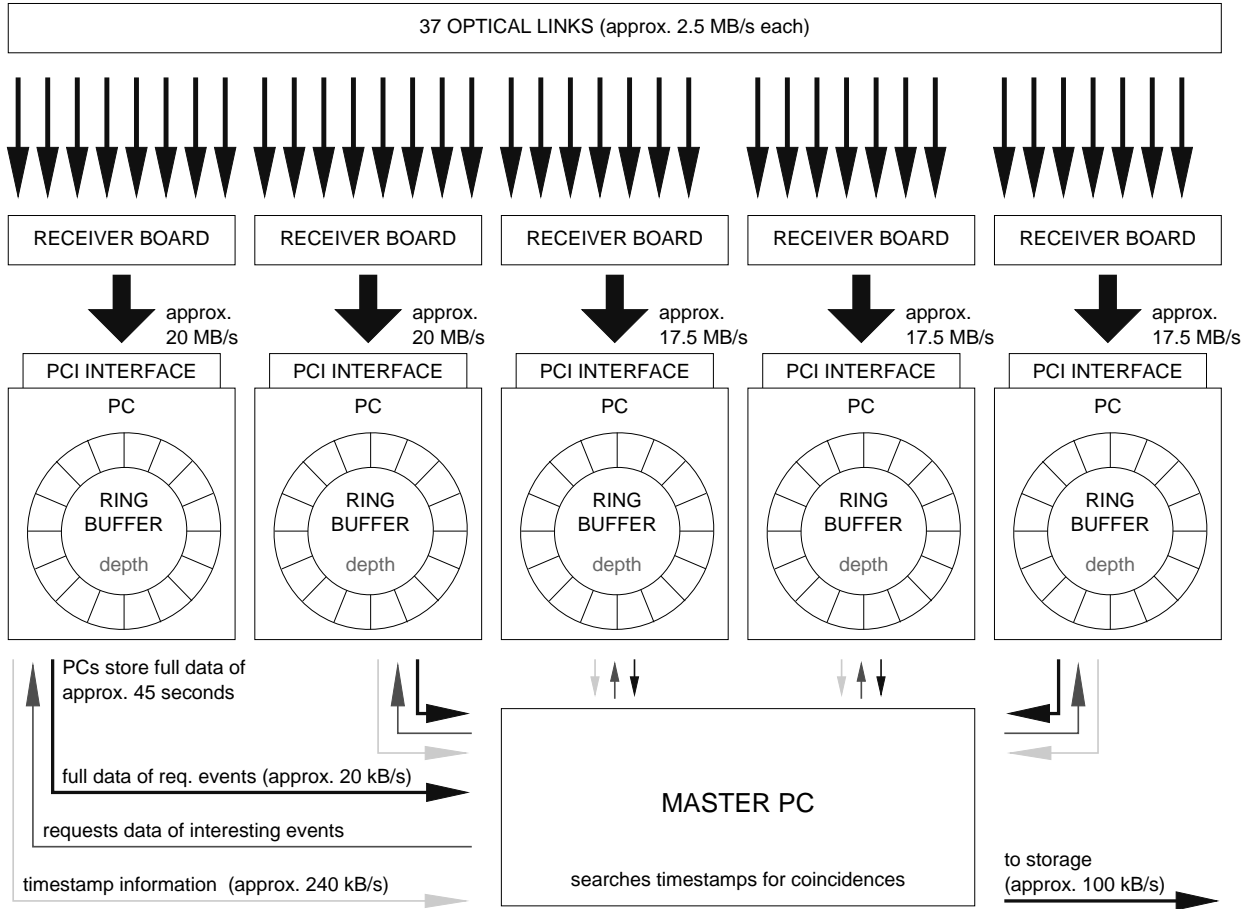 37 OPTICAL LINKS (approx. 2.5 MB/s each)
RECEIVER BOARD
RECEIVER BOARD
RECEIVER BOARD
RECEIVER BOARD
RECEIVER BOARD
approx.
20 MB/s
approx.
20 MB/s
approx.
17.5 MB/s
approx.
17.5 MB/s
approx.
17.5 MB/s
PCI INTERFACE
PCI INTERFACE
PCI INTERFACE
PCI INTERFACE
PCI INTERFACE
PC
RING
BUFFER
depth
PC
RING
BUFFER
depth
PC
RING
BUFFER
depth
PC
RING
BUFFER
depth
PC
RING
BUFFER
depth
PCs store full data of
approx. 45 seconds
full data of req. events (approx. 20 kB/s)
requests data of interesting events
timestamp information (approx. 240 kB/s)
MASTER PC
searches timestamps for coincidences
to storage
(approx. 100 kB/s)